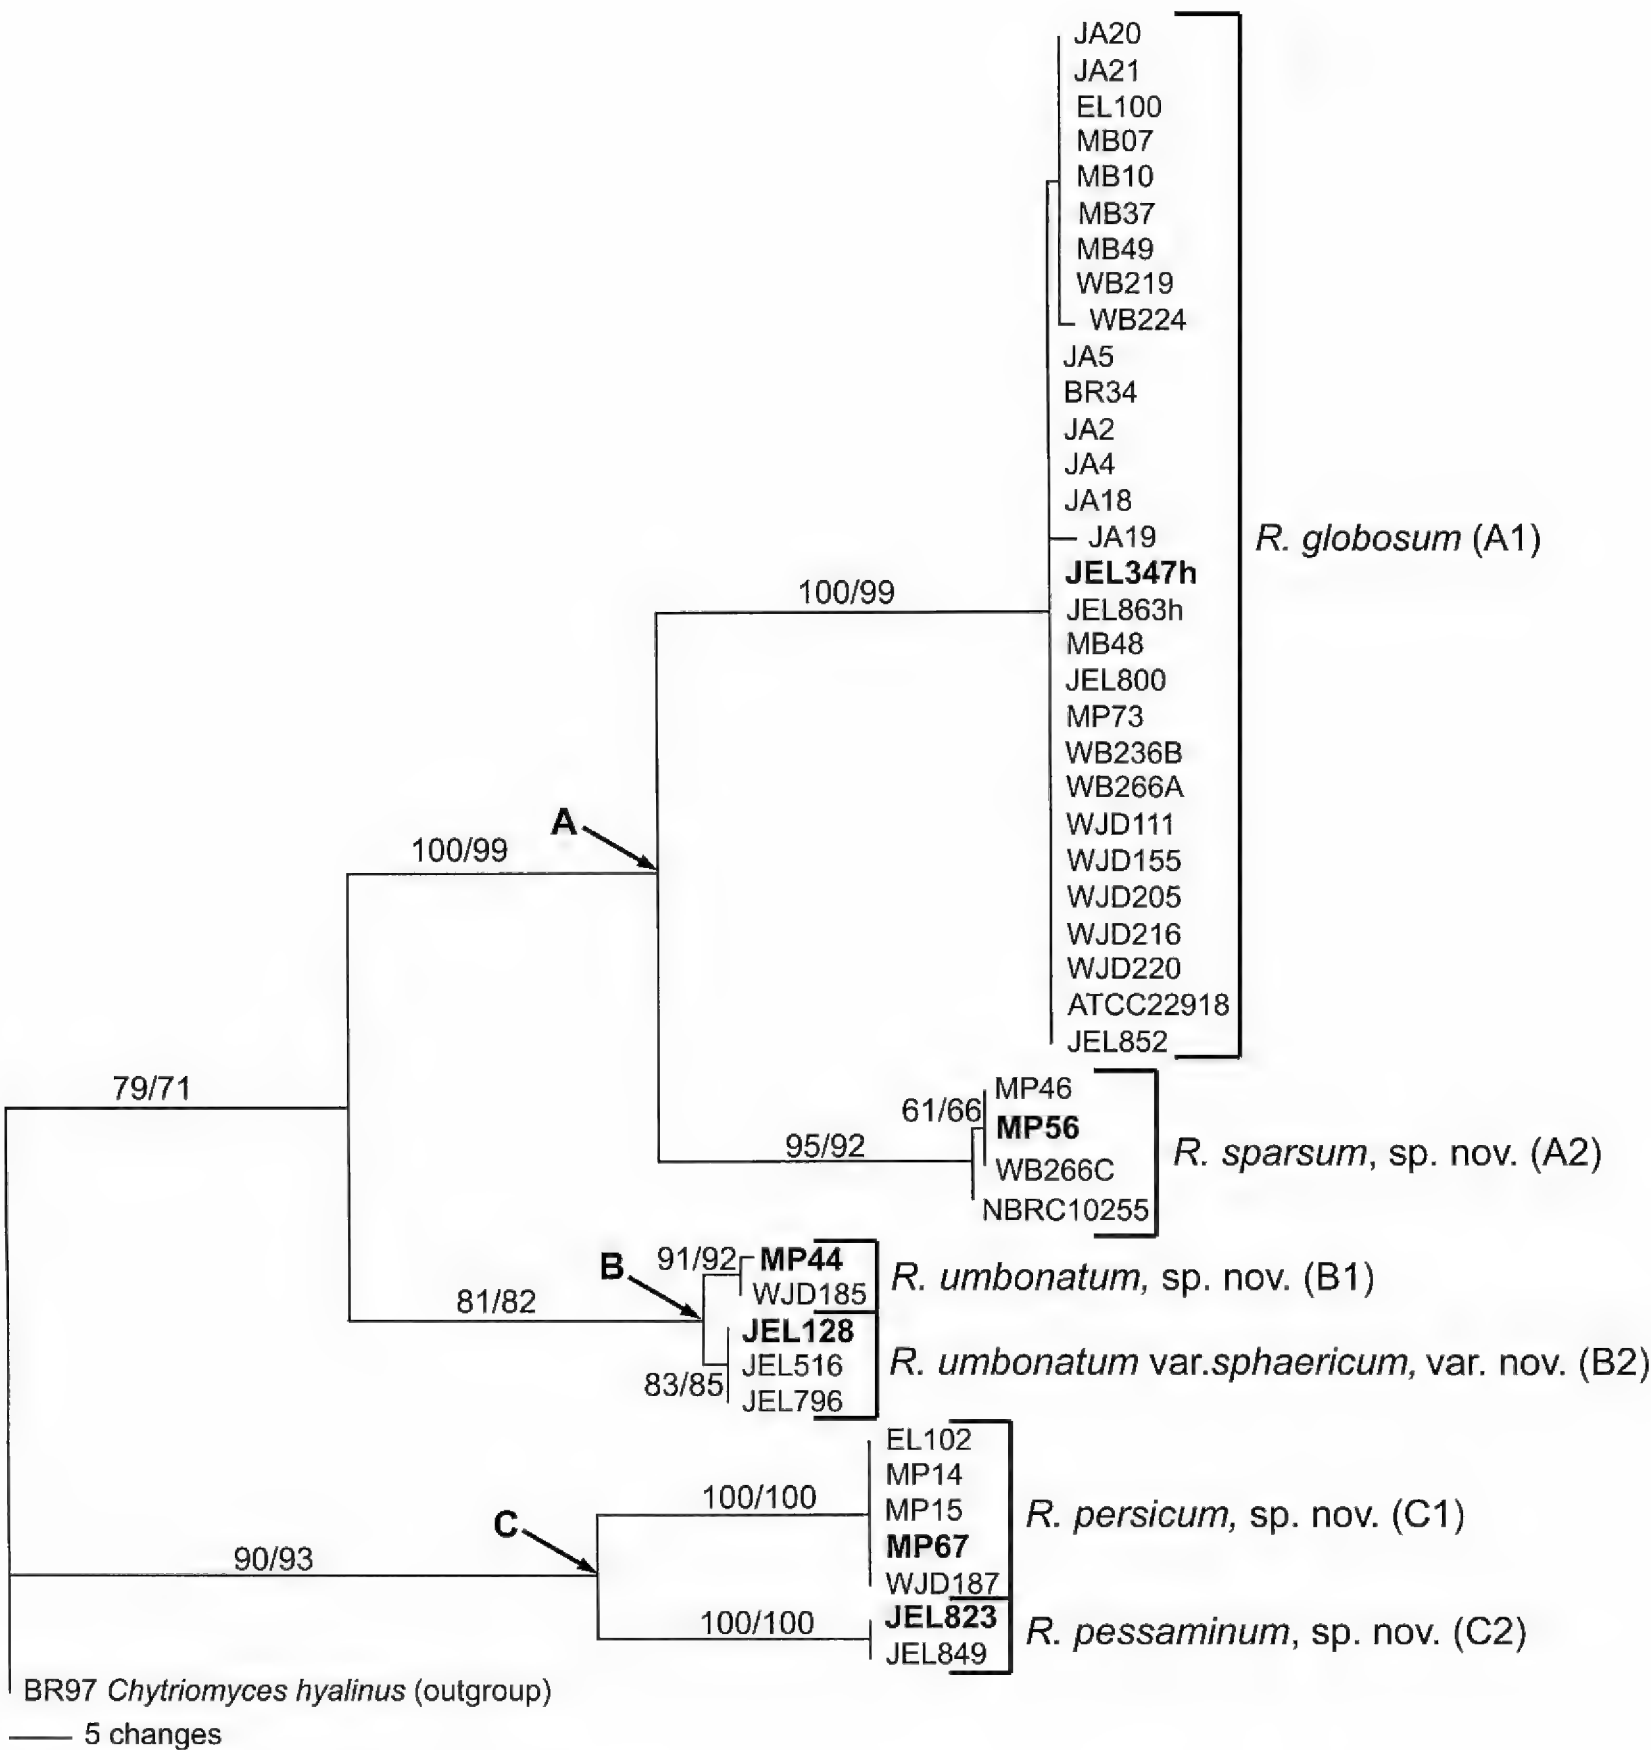 JA20
JA21
EL100
MB07
MB10
MB37
MB49
WB219
WB224
JA5
BR34
JA2
JA4
JA18
JA19
R. globosum (A1)
JEL347h
100/99
JEL863h
MB48
JEL800
MP73
WB236B
WB266A
A
WJD111
100/99
WJD155
WJD205
WJD216
WJD220
ATCC22918
JEL852
79/71
MP46
61/66
MP56
95/92
R. sparsum, sp. nov. (A2)
WB266C
NBRC10255
B
91/92
MP44
R. umbonatum, sp. nov. (B1)
WJD185
81/82
JEL128
JEL516
R. umbonatum var.sphaericum, var. nov. (B2)
83/85
JEL796
EL102
MP14
100/100
MP15
R. persicum, sp. nov. (C1)
C
MP67
90/93
WJD187
JEL823
100/100
R. pessaminum, sp. nov. (C2)
JEL849
BR97 Chytriomyces hyalinus (outgroup)
5 changes